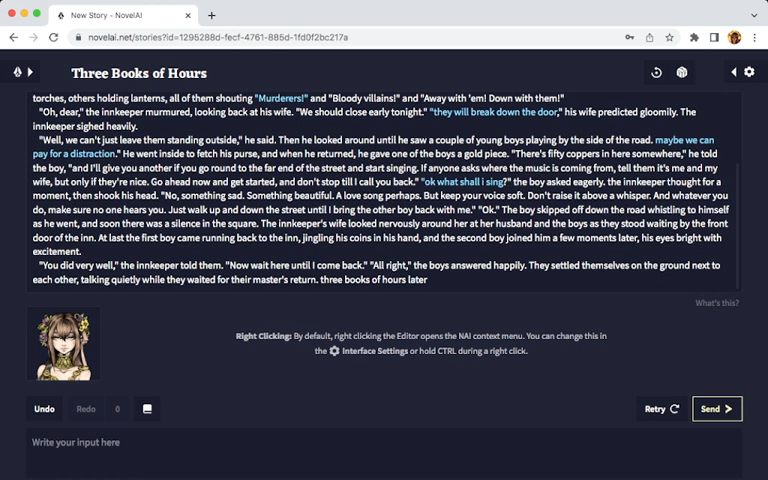 New Story - NovelAI
novelai.net/stories?id=1295288d-fecf-4761-885d-1fd0f2bc217a
Three Books of Hours
torches, others holding lanterns, all of them shouting "Murderers!" and "Bloody villains!" and "Away with 'em! Down with them!"
"Oh, dear," the innkeeper murmured, looking back at his wife. "We should close early tonight." "they will break down the door," his wife predicted gloomily. The
innkeeper sighed heavily.
"Well, we can't just leave them standing outside," he said. Then he looked around until he saw a couple of young boys playing by the side of the road. maybe we can
pay for a distraction." He went inside to fetch his purse, and when he returned, he gave one of the boys a gold piece. "There's fifty coppers in here somewhere," he told
the boy, "and I'll give you another if you go round to the far end of the street and start singing. If anyone asks where the music is coming from, tell them it's me and my
wife, but only if they're nice. Go ahead now and get started, and don't stop till I call you back." "ok what shall i sing?" the boy asked eagerly. the innkeeper thought for a
moment, then shook his head. "No, something sad. Something beautiful. A love song perhaps. But keep your voice soft. Don't raise it above a whisper. And whatever you
do, make sure no one hears you. Just walk up and down the street until I bring the other boy back with me." "Ok." The boy skipped off down the road whistling to himself
as he went, and soon there was a silence in the square. The innkeeper's wife looked nervously around her at her husband and the boys as they stood waiting by the front
door of the inn. At last the first boy came running back to the inn, jingling his coins in his hand, and the second boy joined him a few moments later, his eyes bright with
excitement.
"You did very well," the innkeeper told them. "Now wait here until I come back." "All right," the boys answered happily. They settled themselves on the ground next to
each other, talking quietly while they waited for their master's return. three books of hours later
What's this?
Right Clicking: By default, right clicking the Editor opens the NAI context menu. You can change this in
the Interface Settings or hold CTRL during a right click.
Undo Redo 0 Retry Send
Write your input here